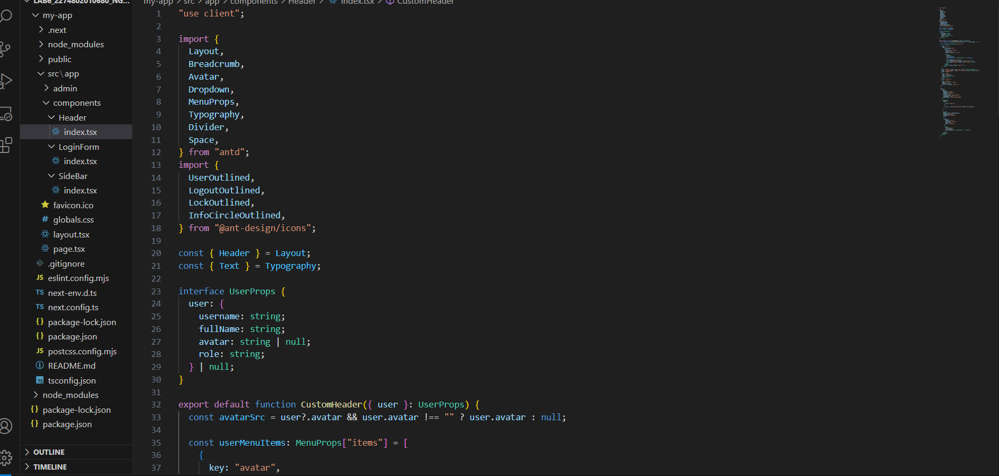 LAB6_2274802010680_NG...
my-app
.next
node_modules
public
src\app
admin
components
Header
index.tsx
LoginForm
index.tsx
SideBar
index.tsx
favicon.ico
# globals.css
layout.tsx
page.tsx
.gitignore
JS eslint.config.mjs
TS next-env.d.ts
TS next.config.ts
{} package-lock.json
{} package.json
JS postcss.config.mjs
README.md
TS tsconfig.json
node_modules
{} package-lock.json
{} package.json
OUTLINE
TIMELINE
my-app > src > app > components > Header > index.tsx > CustomHeader
1 "use client";
2
3 import {
4 Layout,
5 Breadcrumb,
6 Avatar,
7 Dropdown,
8 MenuProps,
9 Typography,
10 Divider,
11 Space,
12 } from "antd";
13 import {
14 UserOutlined,
15 LogoutOutlined,
16 LockOutlined,
17 InfoCircleOutlined,
18 } from "@ant-design/icons";
19
20 const { Header } = Layout;
21 const { Text } = Typography;
22
23 interface UserProps {
24 user: {
25 username: string;
26 fullName: string;
27 avatar: string | null;
28 role: string;
29 } | null;
30 }
31
32 export default function CustomHeader({ user }: UserProps) {
33 const avatarSrc = user?.avatar && user.avatar !== "" ? user.avatar : null;
34
35 const userMenuItems: MenuProps["items"] = [
36 {
37 key: "avatar",